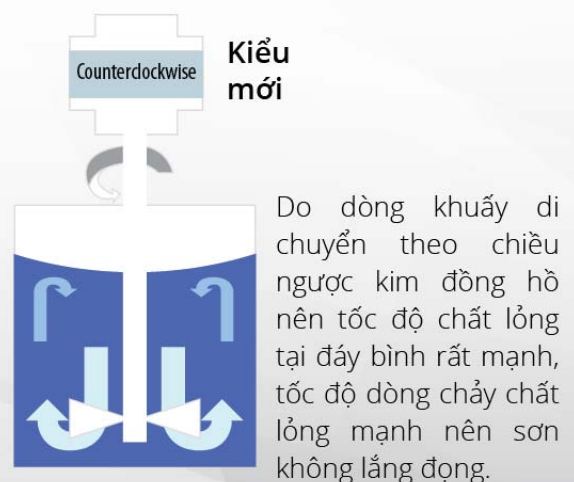 Counterclockwise
Kiểu
mới
Do dòng khuấy di
chuyển theo chiều
ngược kim đồng hồ
nên tốc độ chất lỏng
tại đáy bình rất mạnh,
tốc độ dòng chảy chất
lỏng mạnh nên sơn
không lắng đọng.